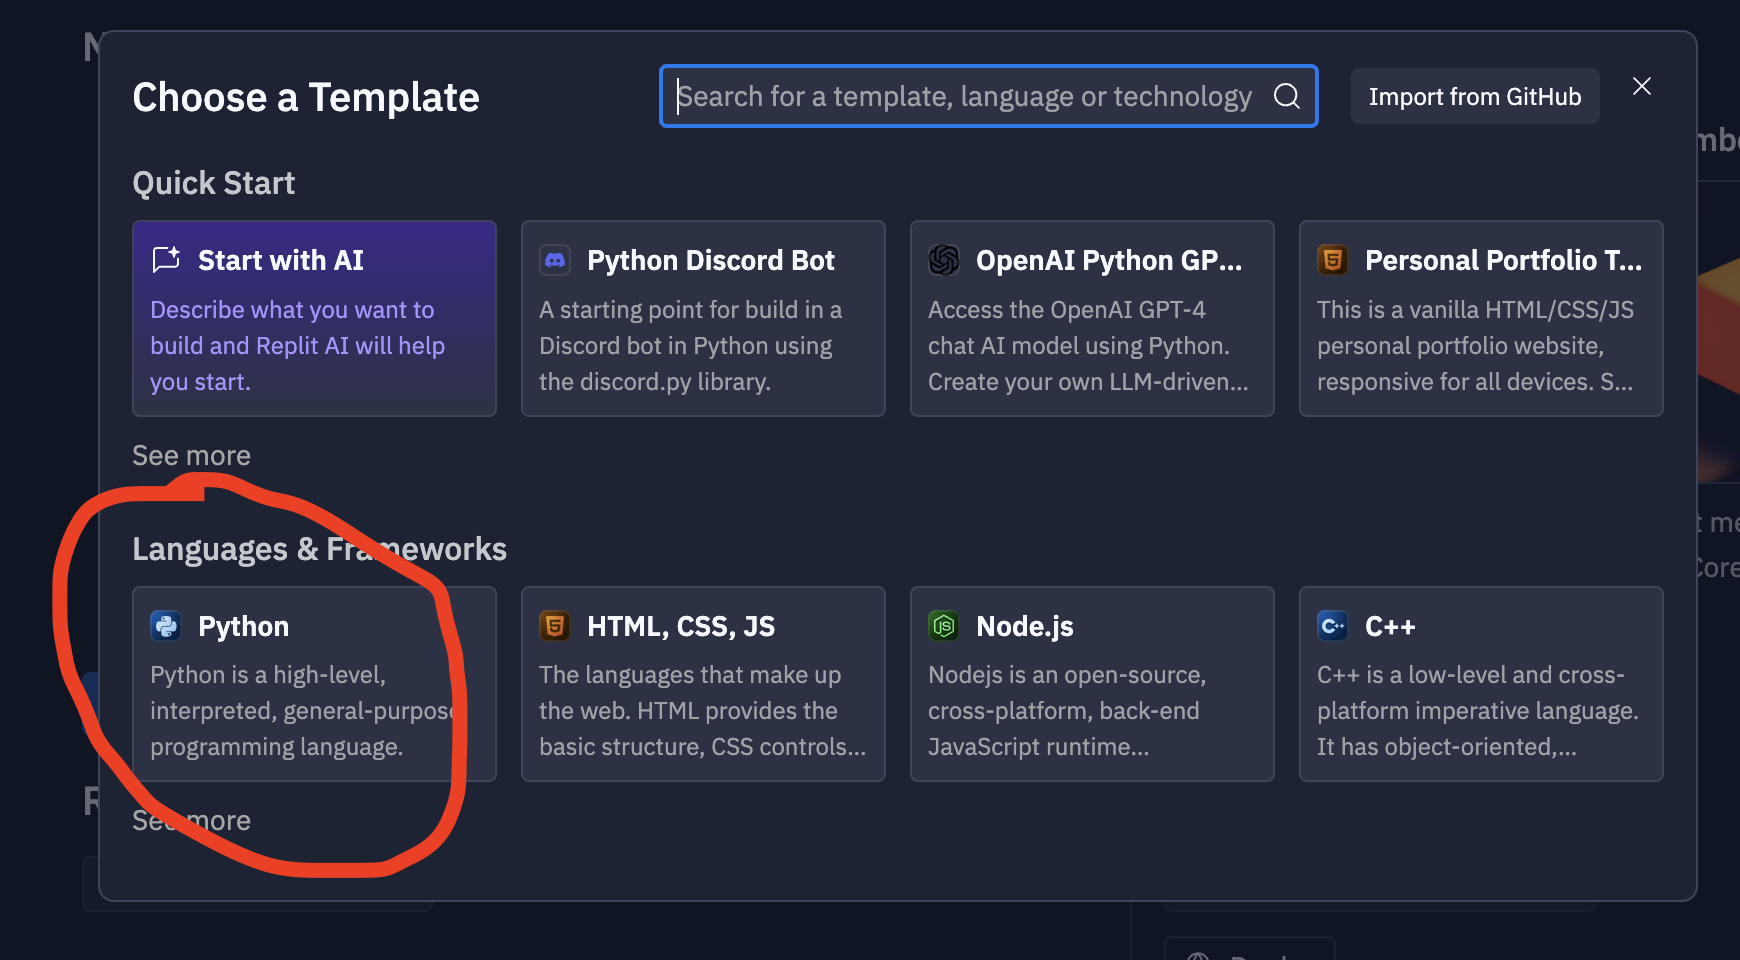 Choose a Template
Search for a template, language or technology
Import from GitHub
Quick Start
Start with AI
Describe what you want to
build and Replit AI will help
you start.
Python Discord Bot
A starting point for build in a
Discord bot in Python using
the discord.py library.
OpenAI Python GP...
Access the OpenAI GPT-4
chat AI model using Python.
Create your own LLM-driven...
Personal Portfolio T...
This is a vanilla HTML/CSS/JS
personal portfolio website,
responsive for all devices. S...
See more
Languages & Frameworks
Python
Python is a high-level,
interpreted, general-purpose
programming language.
HTML, CSS, JS
The languages that make up
the web. HTML provides the
basic structure, CSS controls...
Node.js
Nodejs is an open-source,
cross-platform, back-end
JavaScript runtime...
C++
C++ is a low-level and cross-
platform imperative language.
It has object-oriented,...
See more